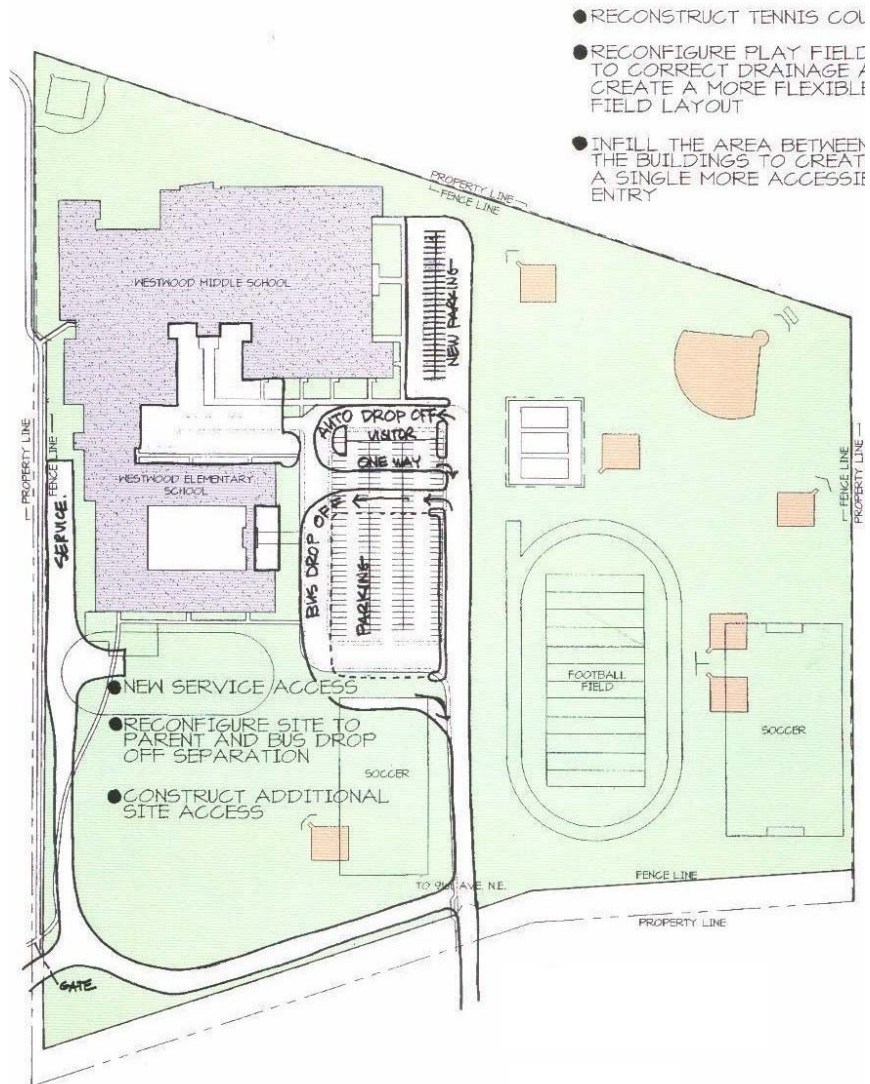 ● RECONSTRUCT TENNIS COU
● RECONFIGURE PLAY FIELD
TO CORRECT DRAINAGE A
CREATE A MORE FLEXIBLE
FIELD LAYOUT
● INFILL THE AREA BETWEEN
THE BUILDINGS TO CREAT
A SINGLE MORE ACCESSIB
ENTRY
PROPERTY LINE
FENCE LINE
WESTWOOD MIDDLE SCHOOL
NEW PARKING
AUTO DROP OFF
VISITOR
ONE WAY
PROPERTY LINE
FENCE LINE
SERVICE.
WESTWOOD ELEMENTARY
SCHOOL
BUS DROP OFF
PARKING
FENCE LINE
PROPERTY LINE
FOOTBALL
FIELD
SOCCER
● NEW SERVICE ACCESS
● RECONFIGURE SITE TO
PARENT AND BUS DROP
OFF SEPARATION
● CONSTRUCT ADDITIONAL
SITE ACCESS
SOCCER
TO AVE. N.E.
FENCE LINE
PROPERTY LINE
GATE